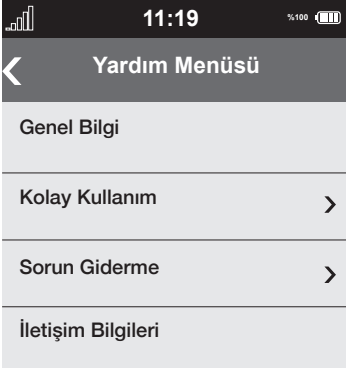 11:19
%100
Yardım Menüsü
Genel Bilgi
Kolay Kullanım
Sorun Giderme
İletişim Bilgileri